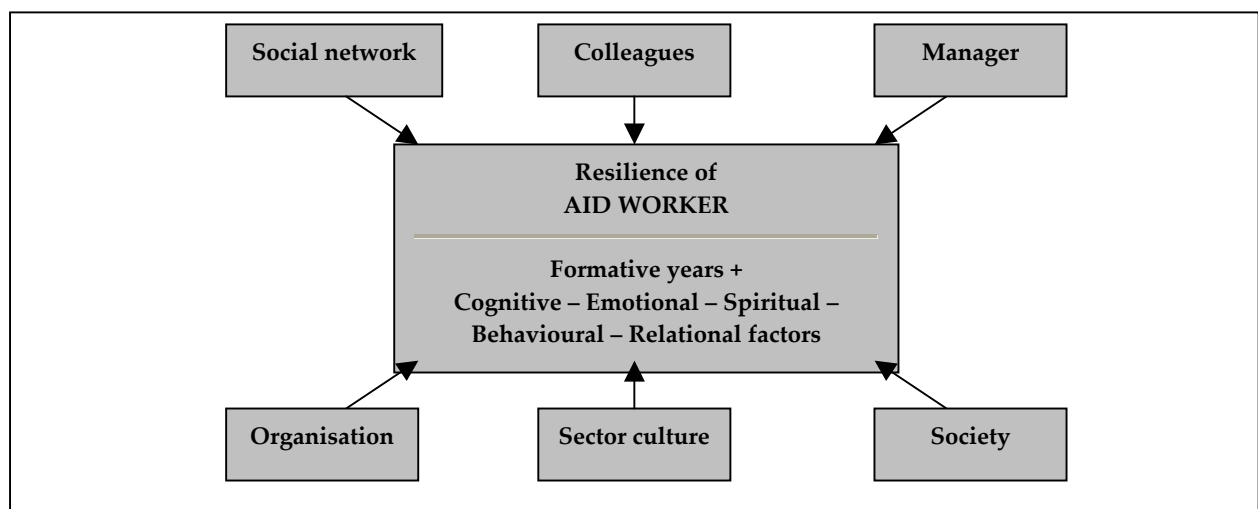 Social network
Colleagues
Manager
Resilience of
AID WORKER
Formative years +
Cognitive – Emotional – Spiritual –
Behavioural – Relational factors
Organisation
Sector culture
Society